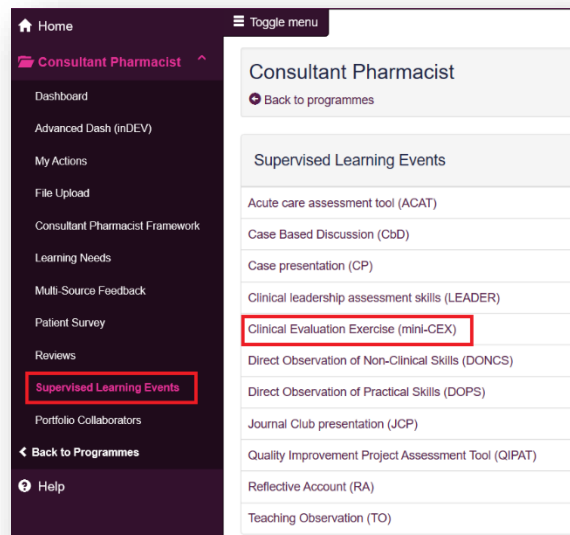 Home
Consultant Pharmacist
Dashboard
Advanced Dash (inDEV)
My Actions
File Upload
Consultant Pharmacist Framework
Learning Needs
Multi-Source Feedback
Patient Survey
Reviews
Supervised Learning Events
Portfolio Collaborators
Back to Programmes
Help
Toggle menu
Consultant Pharmacist
Back to programmes
Supervised Learning Events
Acute care assessment tool (ACAT)
Case Based Discussion (CbD)
Case presentation (CP)
Clinical leadership assessment skills (LEADER)
Clinical Evaluation Exercise (mini-CEX)
Direct Observation of Non-Clinical Skills (DONCS)
Direct Observation of Practical Skills (DOPS)
Journal Club presentation (JCP)
Quality Improvement Project Assessment Tool (QIPAT)
Reflective Account (RA)
Teaching Observation (TO)